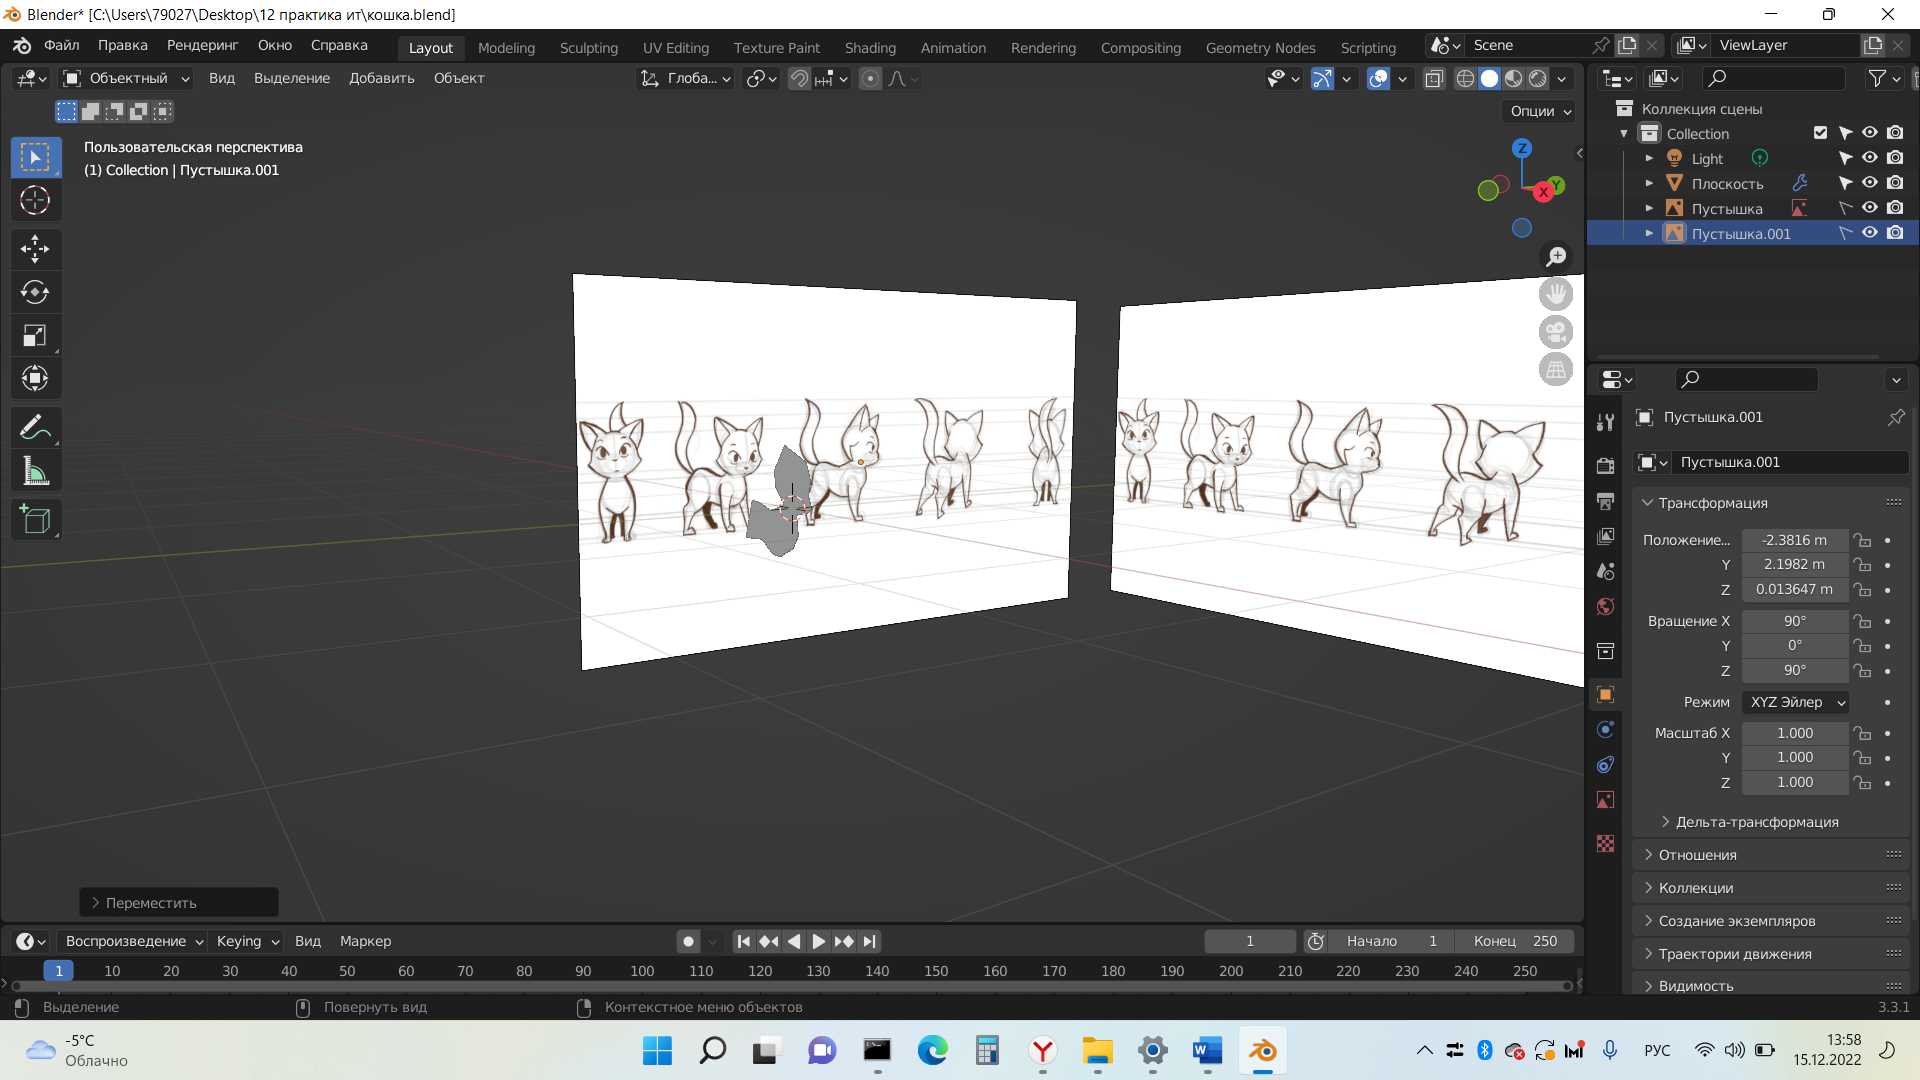 Blender* [C:\Users\79027\Desktop\12 практика ит\кошка.blend]
Файл Правка Рендеринг Окно Справка Layout Modeling Sculpting UV Editing Texture Paint Shading Animation Rendering Compositing Geometry Nodes Scripting Scene ViewLayer
Объектный Вид Выделение Добавить Объект Глоба...
Опции
Пользовательская перспектива
(1) Collection | Пустышка.001
Z
Y
X
Коллекция сцены
Collection
Light
Плоскость
Пустышка
Пустышка.001
Пустышка.001
Пустышка.001
Трансформация
Положение... -2.3816 m
Y 2.1982 m
Z 0.013647 m
Вращение X 90°
Y 0°
Z 90°
Режим XYZ Эйлер
Масштаб X 1.000
Y 1.000
Z 1.000
Дельта-трансформация
Отношения
Коллекции
Создание экземпляров
Траектории движения
Видимость
Переместить
Воспроизведение Keying Вид Маркер 1 Начало 1 Конец 250
1 10 20 30 40 50 60 70 80 90 100 110 120 130 140 150 160 170 180 190 200 210 220 230 240 250
Выделение Повернуть вид Контекстное меню объектов 3.3.1
-5°C
Облачно
РУС
13:58
15.12.2022